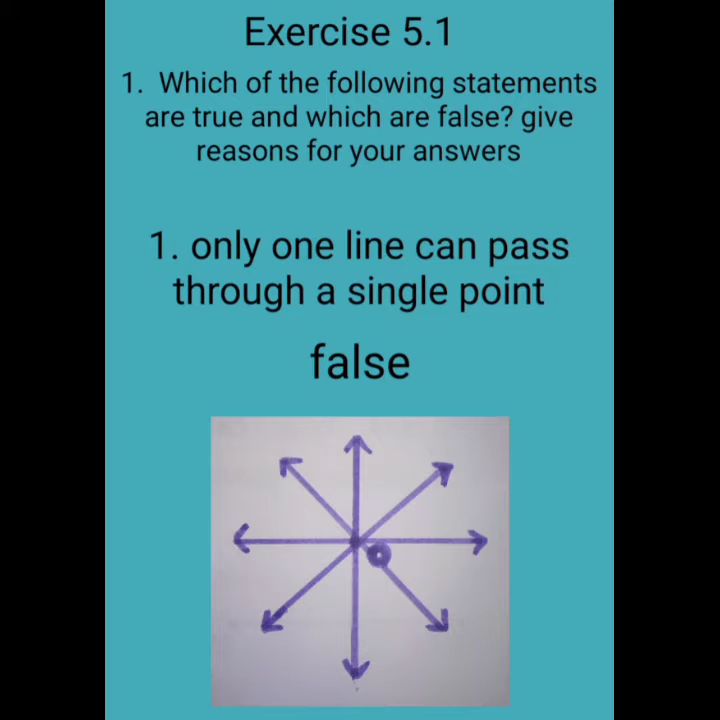 Exercise 5.1
1. Which of the following statements
are true and which are false? give
reasons for your answers
1. only one line can pass
through a single point
false